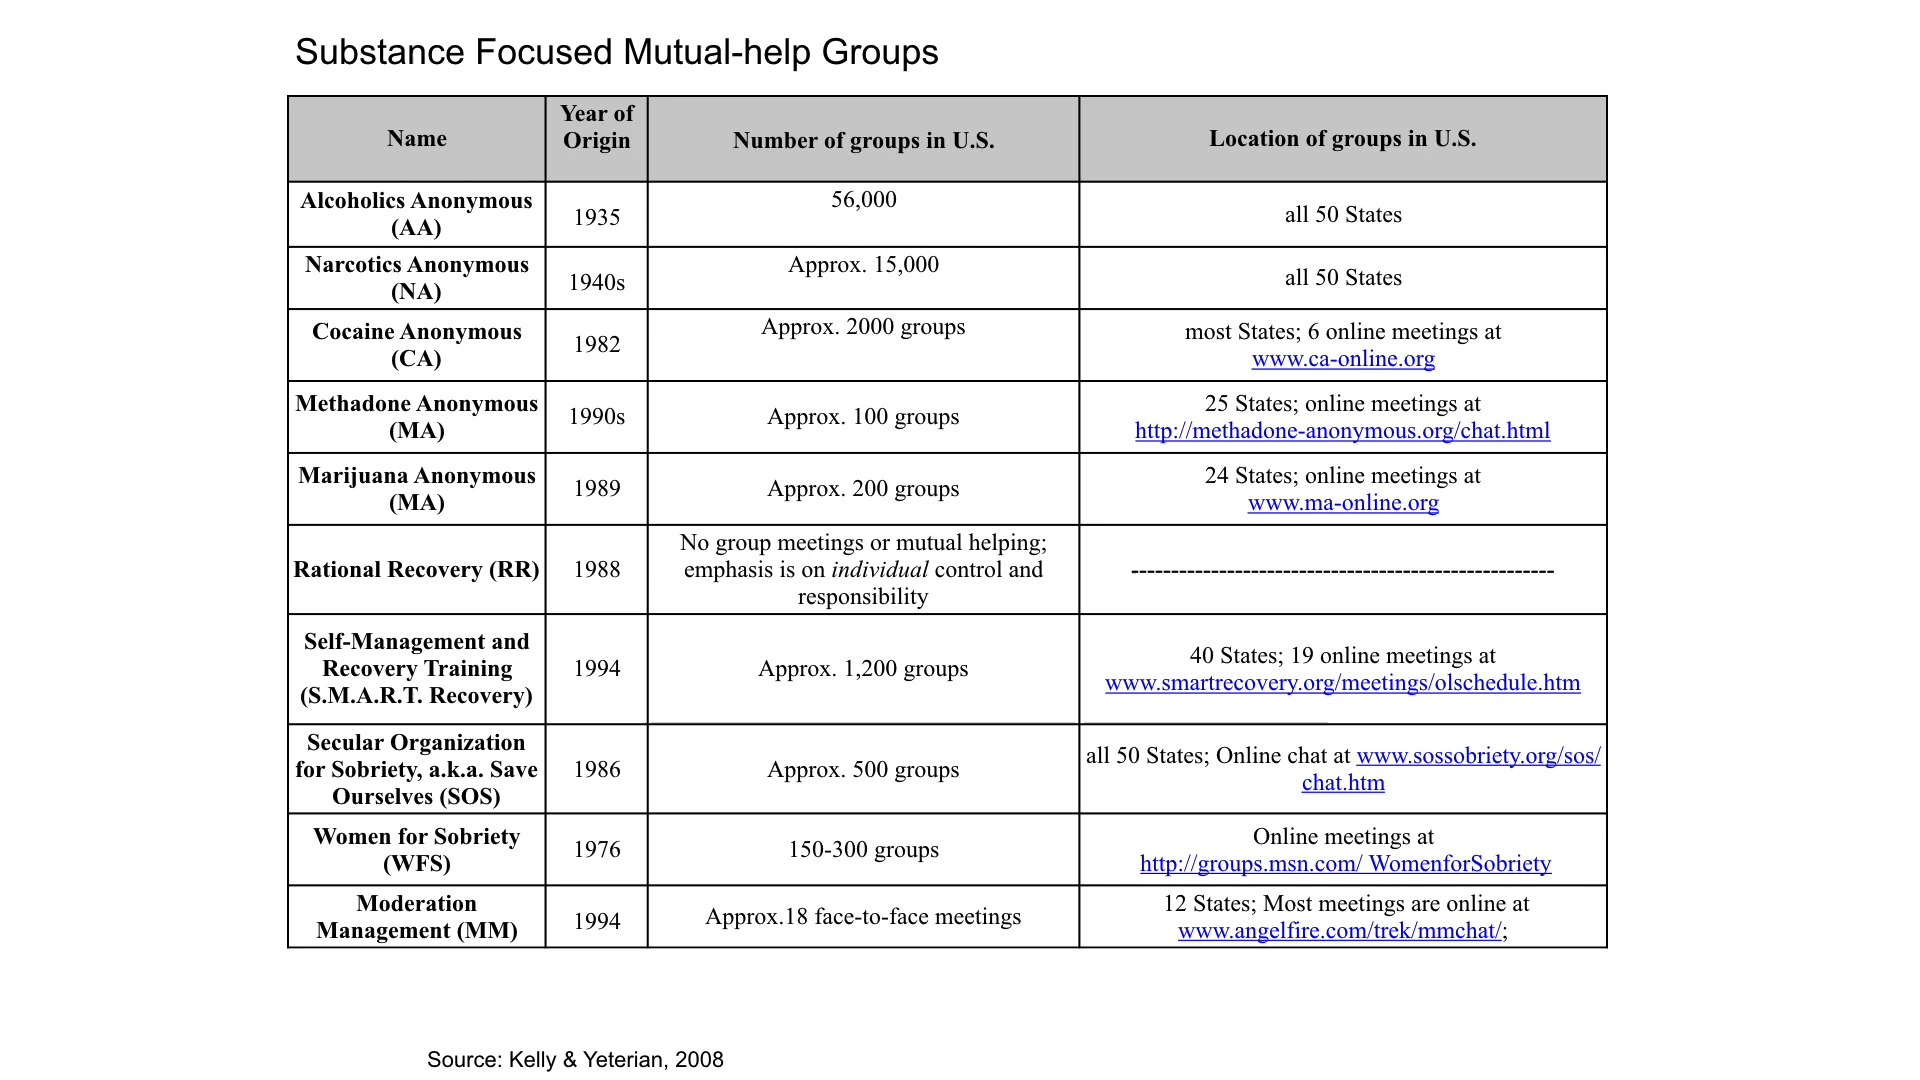 Substance Focused Mutual-help Groups
Name
Year of
Origin
Number of groups in U.S.
Location of groups in U.S.
Alcoholics Anonymous
(AA)
1935
56,000
all 50 States
Narcotics Anonymous
(NA)
1940s
Approx. 15,000
all 50 States
Cocaine Anonymous
(CA)
1982
Approx. 2000 groups
most States; 6 online meetings at
www.ca-online.org
Methadone Anonymous
(MA)
1990s
Approx. 100 groups
25 States; online meetings at
http://methadone-anonymous.org/chat.html
Marijuana Anonymous
(MA)
1989
Approx. 200 groups
24 States; online meetings at
www.ma-online.org
Rational Recovery (RR)
1988
No group meetings or mutual helping;
emphasis is on individual control and
responsibility
-----------------------------------------------------
Self-Management and
Recovery Training
(S.M.A.R.T. Recovery)
1994
Approx. 1,200 groups
40 States; 19 online meetings at
www.smartrecovery.org/meetings/olschedule.htm
Secular Organization
for Sobriety, a.k.a. Save
Ourselves (SOS)
1986
Approx. 500 groups
all 50 States; Online chat at www.sossobriety.org/sos/
chat.htm
Women for Sobriety
(WFS)
1976
150-300 groups
Online meetings at
http://groups.msn.com/ WomenforSobriety
Moderation
Management (MM)
1994
Approx.18 face-to-face meetings
12 States; Most meetings are online at
www.angelfire.com/trek/mmchat/;
Source: Kelly & Yeterian, 2008